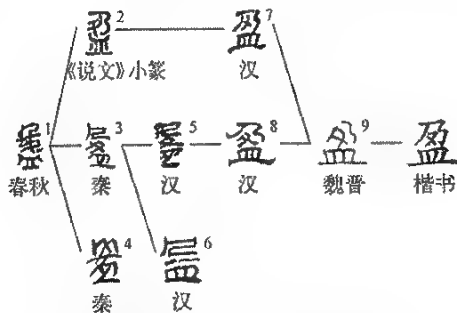 盈2 盈7
《说文》小篆 汉
盈1 盈3 盈5 盈8 盈9 盈
春秋 秦 汉 汉 魏晋 楷书
盈4 盈6
秦 汉